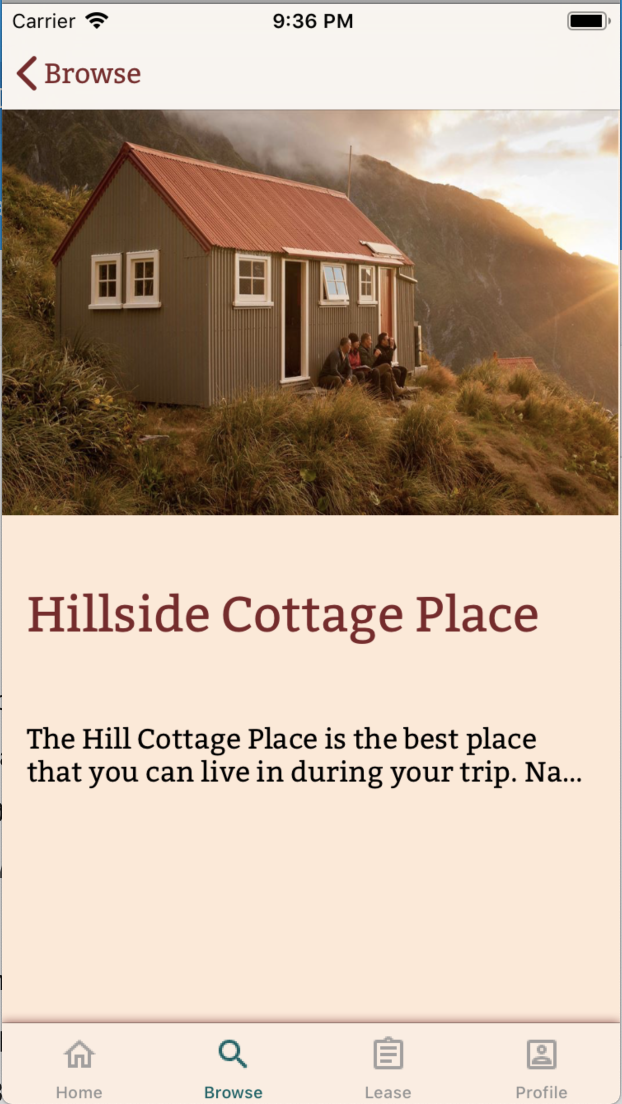 Carrier 9:36 PM
Browse
Hillside Cottage Place
The Hill Cottage Place is the best place
that you can live in during your trip. Na...
Home Browse Lease Profile